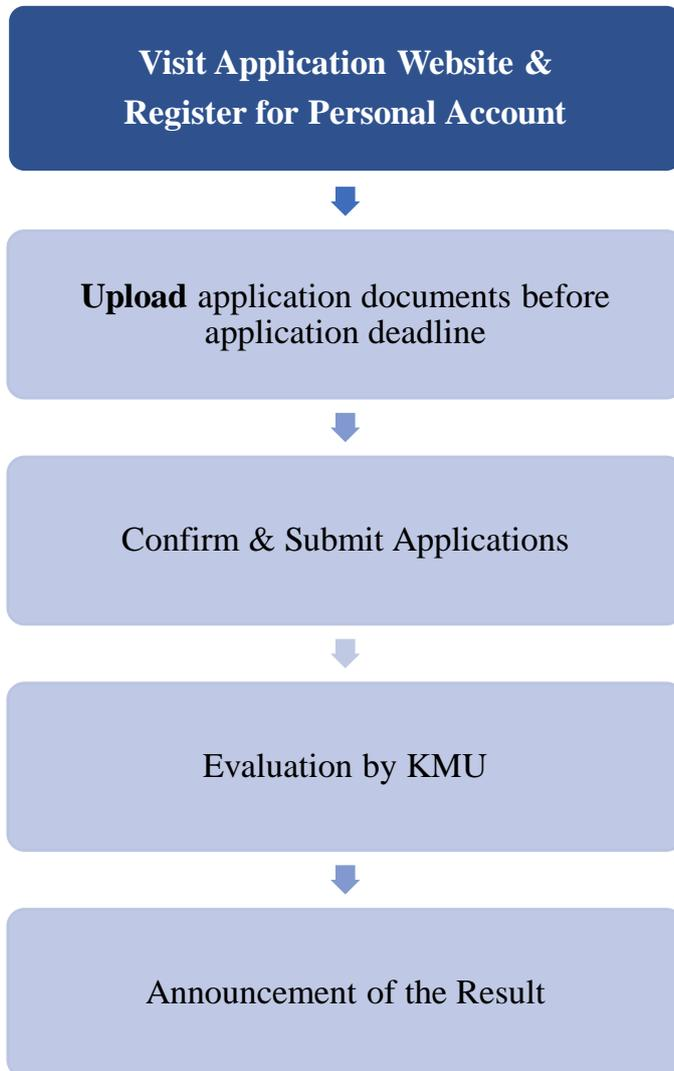 Visit Application Website &
Register for Personal Account
Upload application documents before
application deadline
Confirm & Submit Applications
Evaluation by KMU
Announcement of the Result